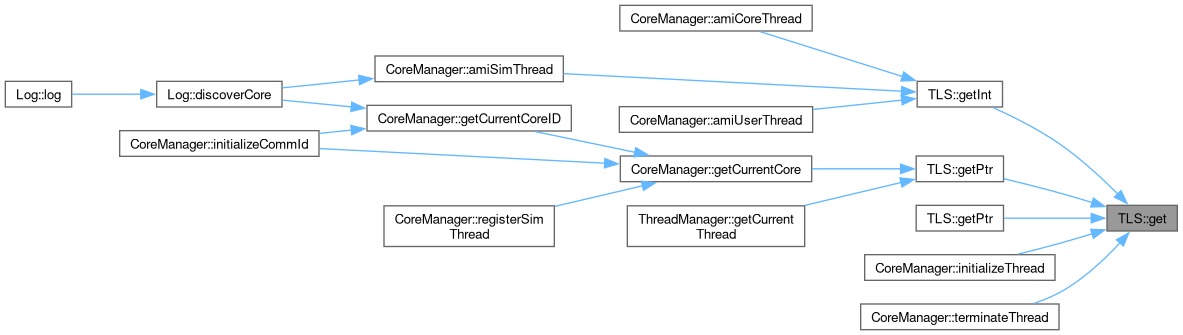 CoreManager::amiCoreThread
CoreManager::amiSimThread
Log::log
Log::discoverCore
TLS::getInt
CoreManager::getCurrentCoreID
CoreManager::amiUserThread
CoreManager::initializeCommId
CoreManager::getCurrentCore
TLS::getPtr
CoreManager::registerSim
Thread
ThreadManager::getCurrent
Thread
TLS::getPtr
TLS::get
CoreManager::initializeThread
CoreManager::terminateThread